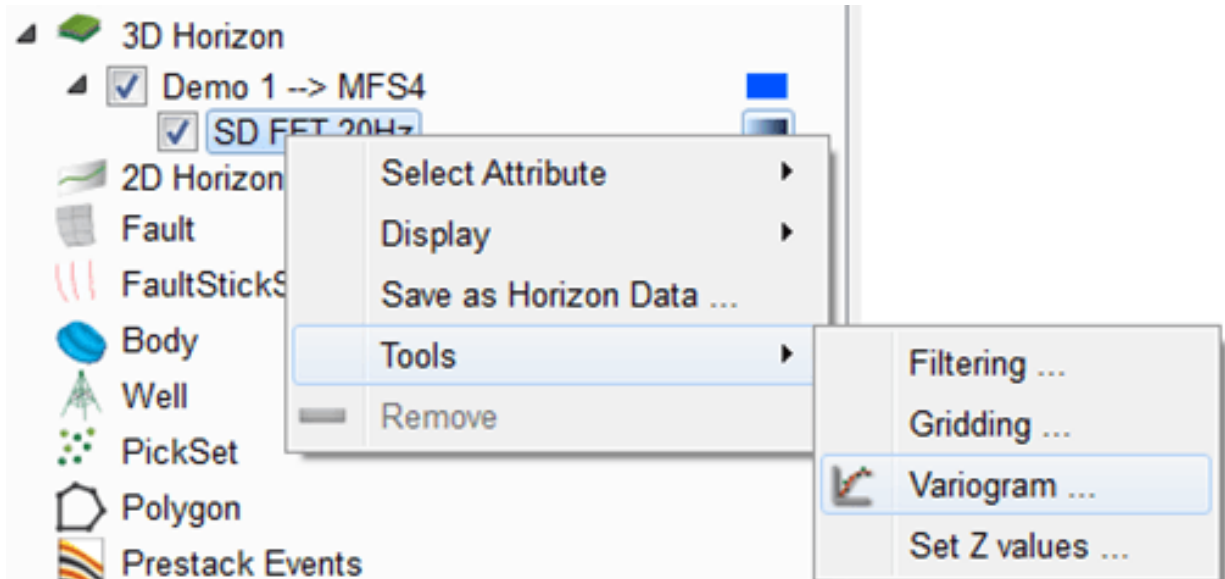 3D Horizon
Demo 1 --> MFS4
SD FFT 20Hz
Select Attribute
2D Horizon
Fault
Display
FaultStickS
Save as Horizon Data ...
Body
Tools
Filtering ...
Well
Remove
Gridding ...
PickSet
Variogram ...
Polygon
Set Z values ...
Prestack Events